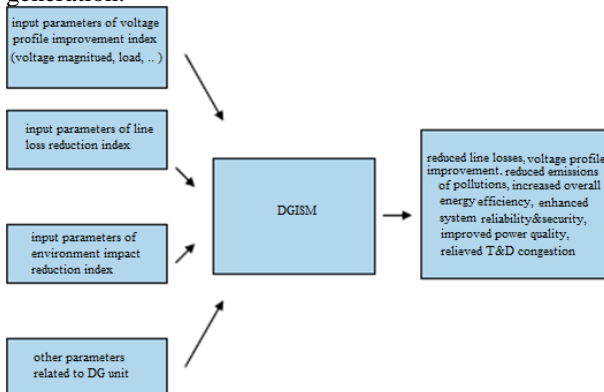 generation.
input parameters of voltage
profile improvement index
(voltage magnitued, load, .. )
input parameters of line
loss reduction index
input parameters of
environment impact
reduction index
other parameters
related to DG unit
DGISM
reduced line losses, voltage profile
improvement, reduced emissions
of pollutions, increased overall
energy efficiency, enhanced
system reliability&security,
improved power quality,
relieved T&D congestion